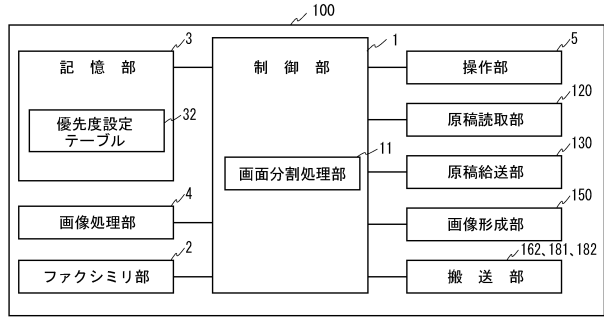 100
3
記 憶 部
32
優先度設定
テーブル
4
画像処理部
2
ファクシミリ部
1
制 御 部
11
画面分割処理部
5
操作部
120
原稿読取部
130
原稿給送部
150
画像形成部
162、181、182
搬 送 部